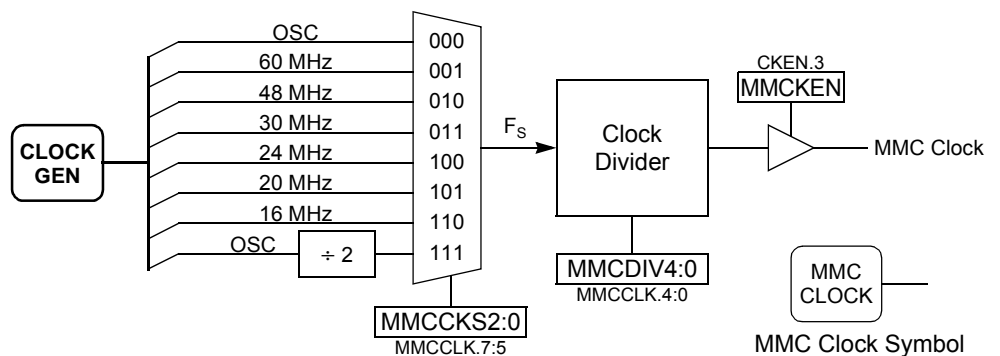 CLOCK
GEN
OSC
60 MHz
48 MHz
30 MHz
24 MHz
20 MHz
16 MHz
OSC
÷ 2
000
001
010
011
100
101
110
111
MMCCKS2:0
MMCCLK.7:5
FS
Clock
Divider
MMCDIV4:0
MMCCLK.4:0
CKEN.3
MMCKEN
MMC Clock
MMC
CLOCK
MMC Clock Symbol